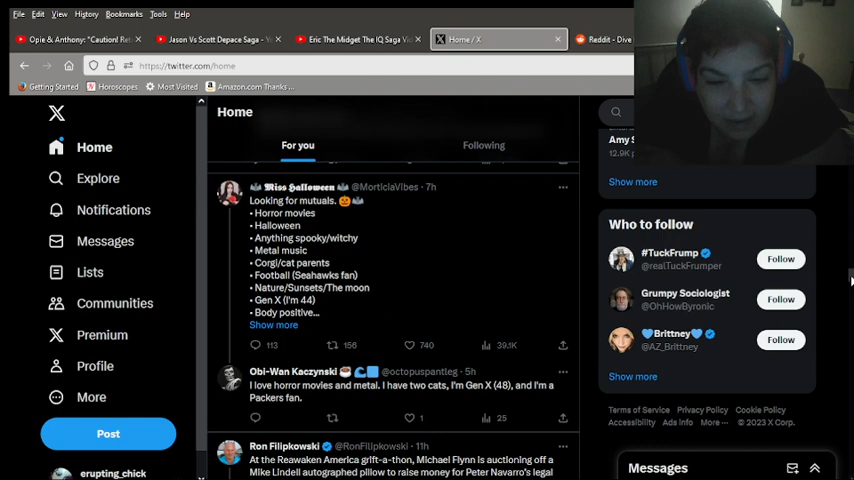 File Edit View History Bookmarks Tools Help
Opie & Anthony: "Caution! Ret
Jason Vs Scott Depace Saga - Yo
Eric The Midget The IQ Saga Vid
Home / X
Reddit - Dive
https://twitter.com/home
Getting Started Horoscopes Most Visited Amazon.com Thanks ...
Home
For you Following
Home
Explore
Notifications
Messages
Lists
Communities
Premium
Profile
More
Post
erupting_chick
🦇 𝕸𝖎𝖘𝖘 𝕳𝖆𝖑𝖑𝖔𝖜𝖊𝖊𝖓 🦇 @MorticiaVibes · 7h
Looking for mutuals. 🎃🦇
• Horror movies
• Halloween
• Anything spooky/witchy
• Metal music
• Corgi/cat parents
• Football (Seahawks fan)
• Nature/Sunsets/The moon
• Gen X (I'm 44)
• Body positive...
Show more
113 156 740 39.1K
Obi-Wan Kaczynski @octopuspantleg · 5h
I love horror movies and metal. I have two cats, I'm Gen X (48), and I'm a
Packers fan.
1 25
Ron Filipkowski @RonFilipkowski · 11h
At the Reawaken America grift-a-thon, Michael Flynn is auctioning off a
Mike Lindell autographed pillow to raise money for Peter Navarro's legal
Amy S
12.9K
Show more
Who to follow
#TuckFrump
@realTuckFrumper
Follow
Grumpy Sociologist
@OhHowByronic
Follow
💙Brittney💙
@AZ_Brittney
Follow
Show more
Terms of Service Privacy Policy Cookie Policy
Accessibility Ads info More ... © 2023 X Corp.
Messages